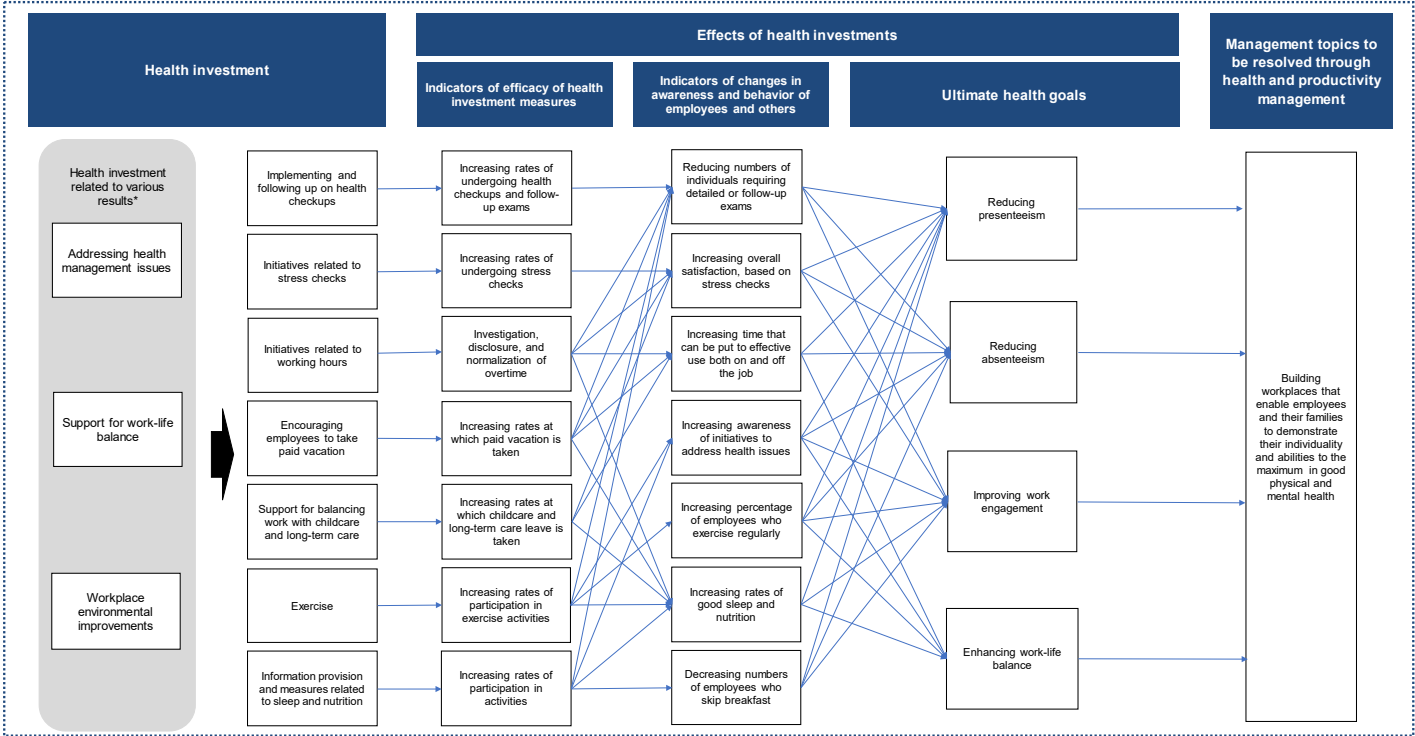 Health investment
Effects of health investments
Management topics to
be resolved through
health and productivity
management
Indicators of efficacy of health
investment measures
Indicators of changes in
awareness and behavior of
employees and others
Ultimate health goals
Health investment
related to various
results*
Addressing health
management issues
Support for work-life
balance
Workplace
environmental
improvements
Implementing and
following up on health
checkups
Initiatives related to
stress checks
Initiatives related to
working hours
Encouraging
employees to take
paid vacation
Support for balancing
work with childcare
and long-term care
Exercise
Information provision
and measures related
to sleep and nutrition
Increasing rates of
undergoing health
checkups and follow-
up exams
Increasing rates of
undergoing stress
checks
Investigation,
disclosure, and
normalization of
overtime
Increasing rates at
which paid vacation is
taken
Increasing rates at
which childcare and
long-term care leave is
taken
Increasing rates of
participation in
exercise activities
Increasing rates of
participation in
activities
Reducing numbers of
individuals requiring
detailed or follow-up
exams
Increasing overall
satisfaction, based on
stress checks
Increasing time that
can be put to effective
use both on and off
the job
Increasing awareness
of initiatives to
address health issues
Increasing percentage
of employees who
exercise regularly
Increasing rates of
good sleep and
nutrition
Decreasing numbers
of employees who
skip breakfast
Reducing
presenteeism
Reducing
absenteeism
Improving work
engagement
Enhancing work-life
balance
Building
workplaces that
enable employees
and their families
to demonstrate
their individuality
and abilities to the
maximum in good
physical and
mental health